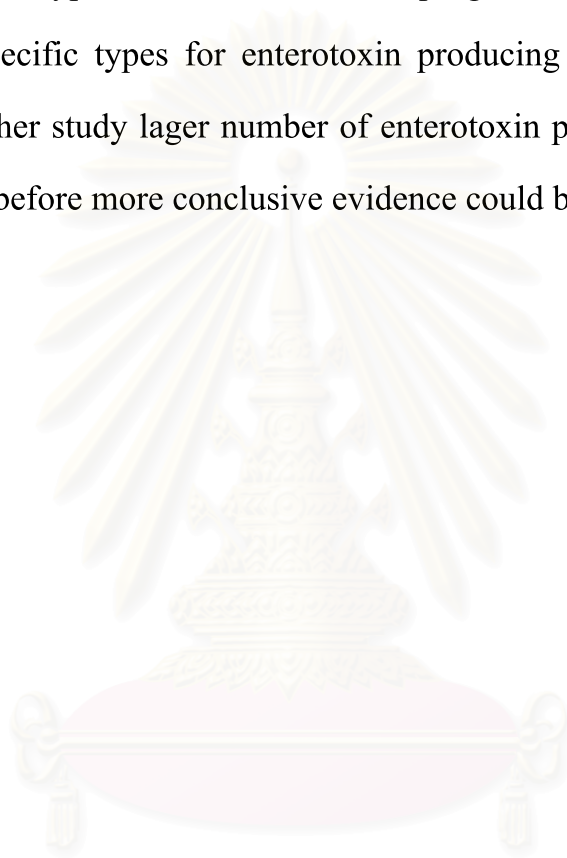 ecific types for enterotoxin producing
her study lager number of enterotoxin p
before more conclusive evidence could b